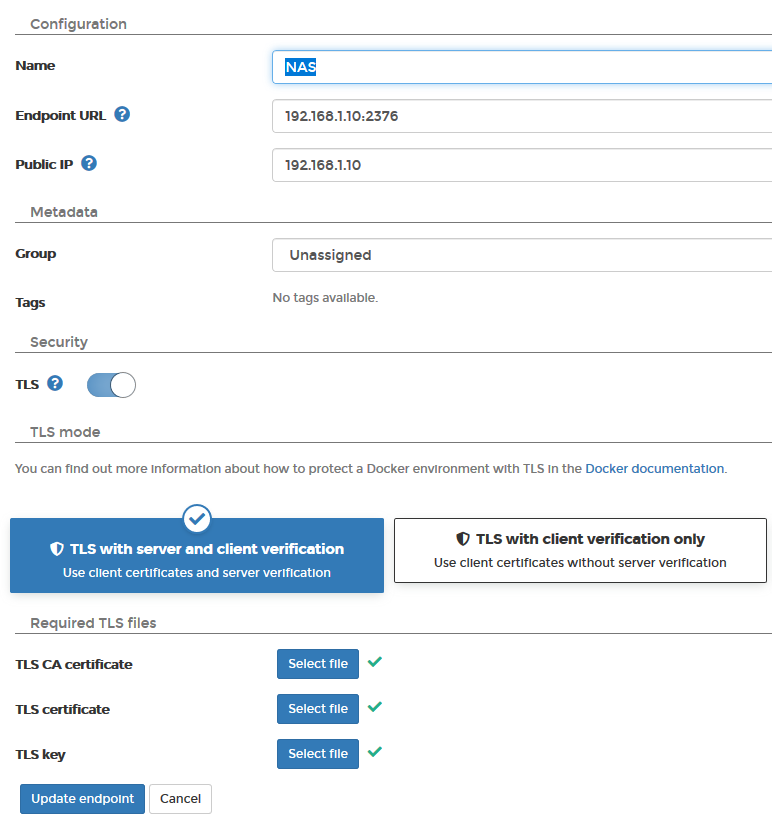 Configuration
Name NAS
Endpoint URL ? 192.168.1.10:2376
Public IP ? 192.168.1.10
Metadata
Group Unassigned
Tags No tags available.
Security
TLS ?
TLS mode
You can find out more information about how to protect a Docker environment with TLS in the Docker documentation.
TLS with server and client verification
Use client certificates and server verification
TLS with client verification only
Use client certificates without server verification
Required TLS files
TLS CA certificate Select file
TLS certificate Select file
TLS key Select file
Update endpoint Cancel